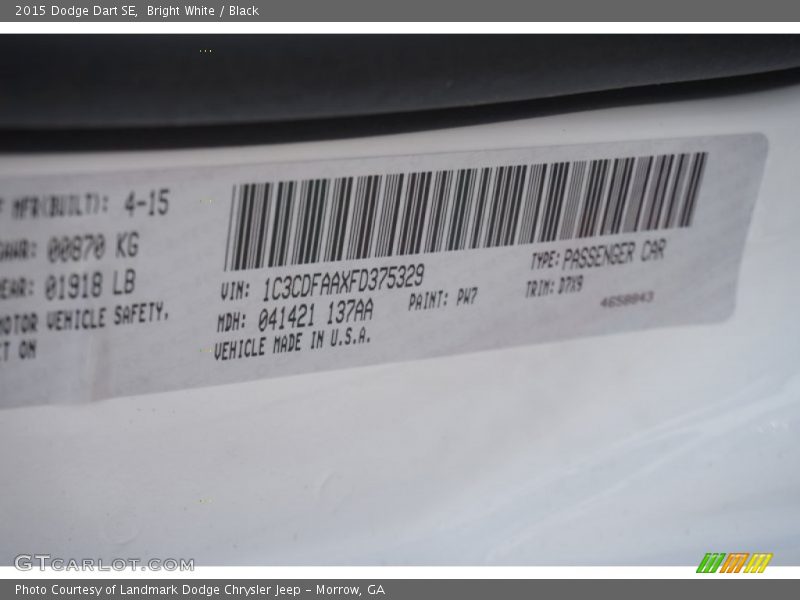 2015 Dodge Dart SE,  Bright White / Black
MFR(BUILT): 4-15
GAWR: 00870 KG
REAR: 01918 LB
MOTOR VEHICLE SAFETY,
ON
VIN: 1C3CDFAAXFD375329
MDH: 041421 137AA
PAINT: PW7
VEHICLE MADE IN U.S.A.
TYPE: PASSENGER CAR
TRIM: D7X9
4658843
GTCARLOT.COM
Photo Courtesy of Landmark Dodge Chrysler Jeep – Morrow, GA